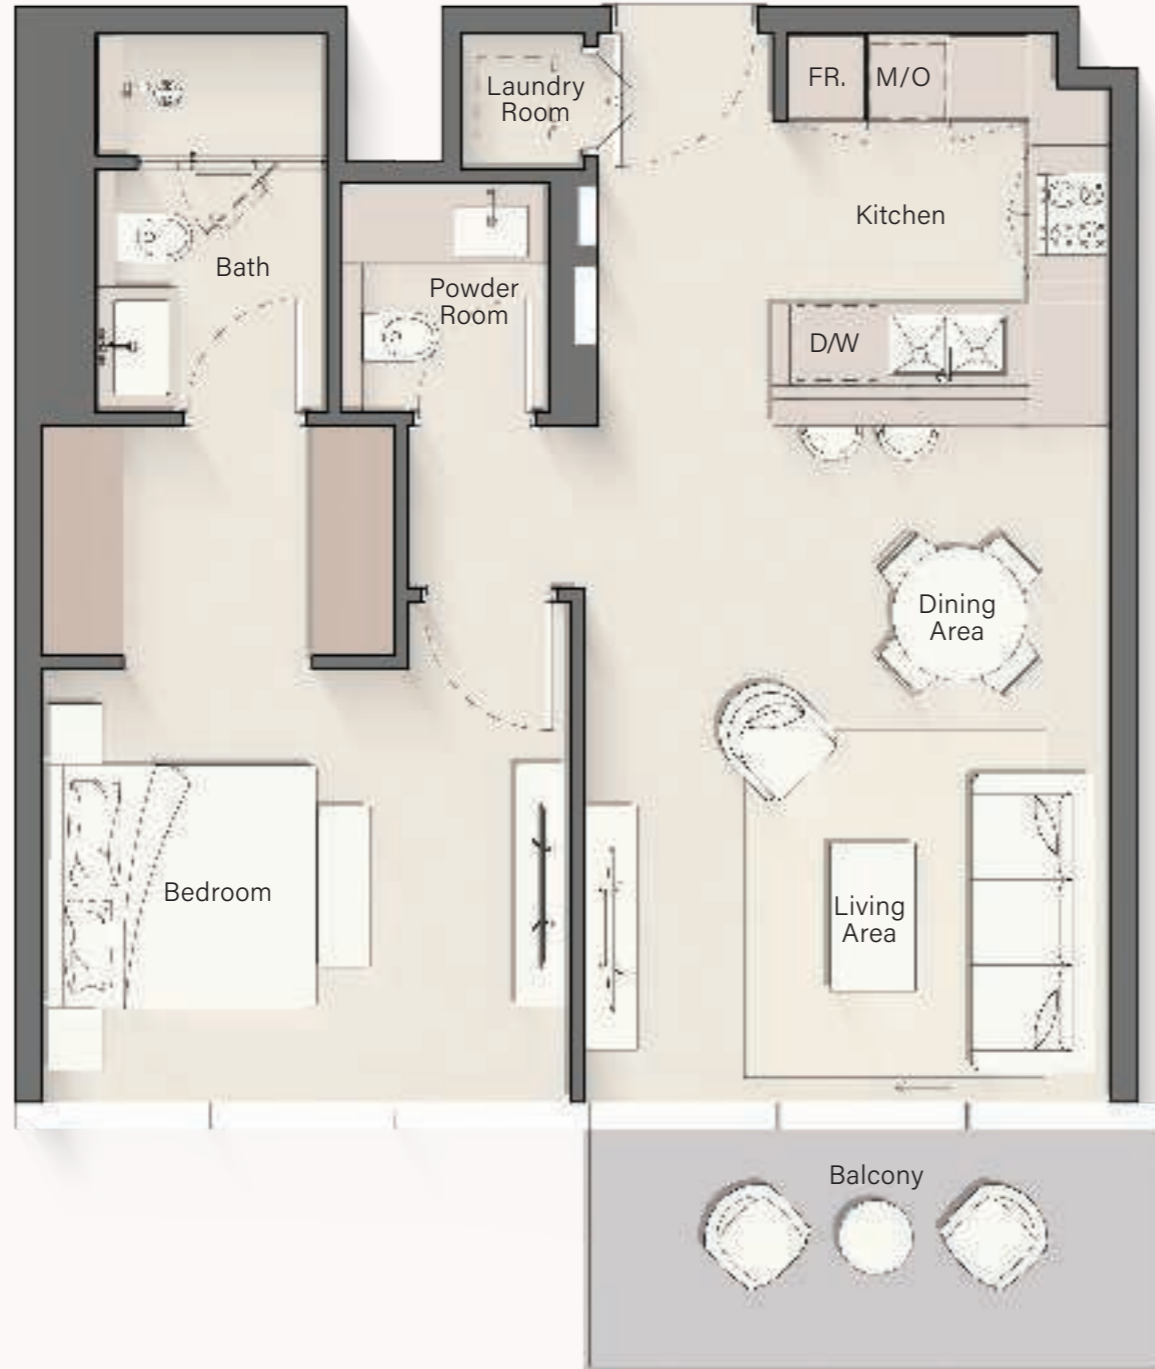 Laundry
Room
FR.
M/O
Kitchen
Bath
Powder
Room
D/W
Dining
Area
Bedroom
Living
Area
Balcony